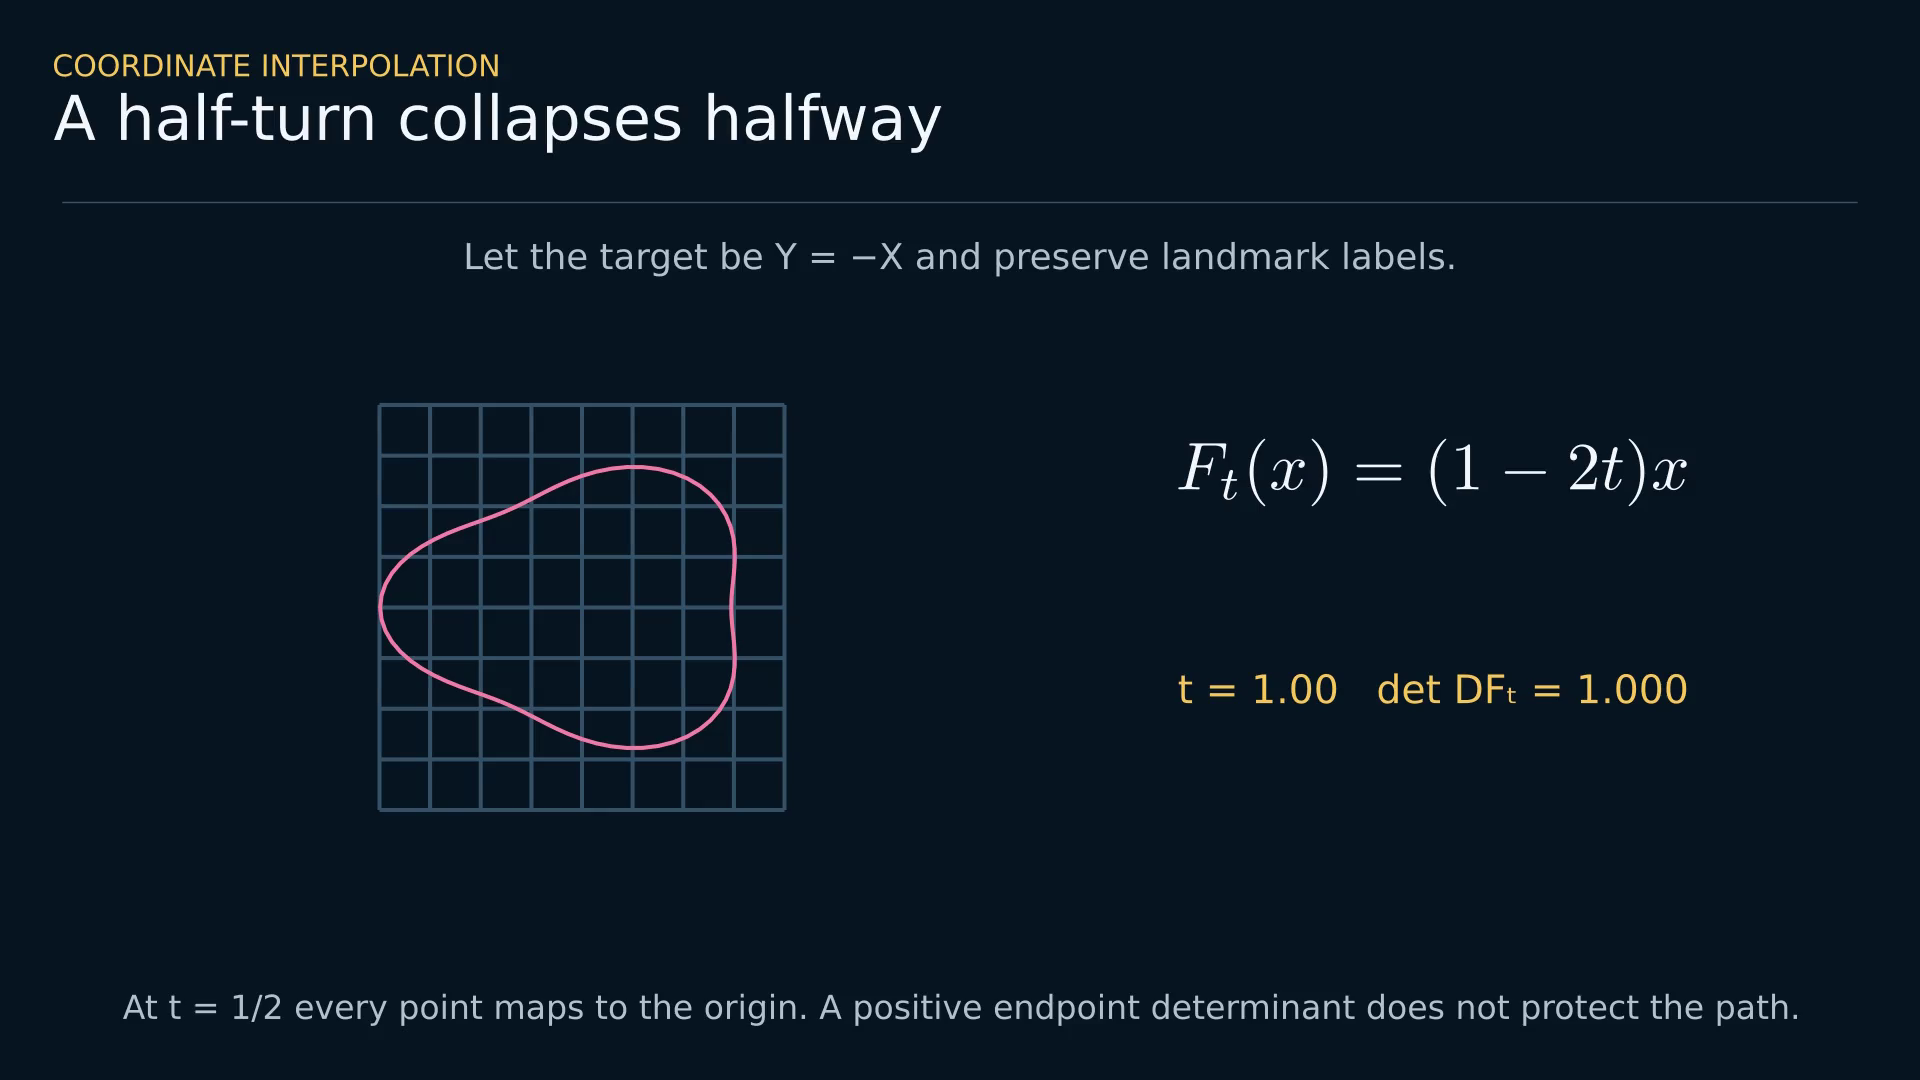 COORDINATE INTERPOLATION
A half-turn collapses halfway
Let the target be Y = −X and preserve landmark labels.
Fₜ(x) = (1 − 2t)x
t = 1.00 det DFₜ = 1.000
At t = 1/2 every point maps to the origin. A positive endpoint determinant does not protect the path.